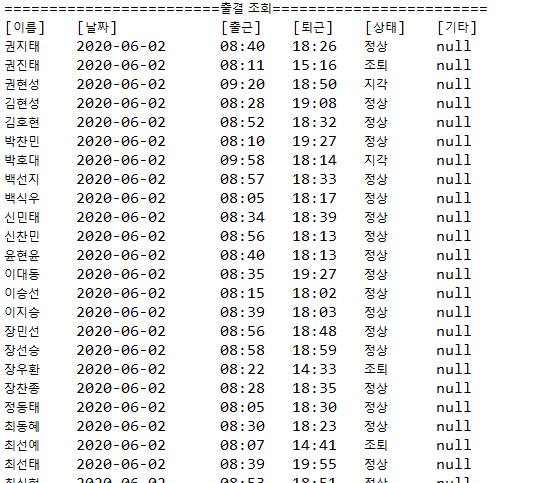 ========================출결 조회========================
[이름] [날짜] [출근] [퇴근] [상태] [기타]
권지태 2020-06-02 08:40 18:26 정상 null
권진태 2020-06-02 08:11 15:16 조퇴 null
권현성 2020-06-02 09:20 18:50 지각 null
김현성 2020-06-02 08:28 19:08 정상 null
김호현 2020-06-02 08:52 18:32 정상 null
박찬민 2020-06-02 08:10 19:27 정상 null
박호대 2020-06-02 09:58 18:14 지각 null
백선지 2020-06-02 08:57 18:33 정상 null
백식우 2020-06-02 08:05 18:17 정상 null
신민태 2020-06-02 08:34 18:39 정상 null
신찬민 2020-06-02 08:56 18:13 정상 null
윤현윤 2020-06-02 08:40 18:13 정상 null
이대동 2020-06-02 08:35 19:27 정상 null
이승선 2020-06-02 08:15 18:02 정상 null
이지승 2020-06-02 08:39 18:03 정상 null
장민선 2020-06-02 08:56 18:48 정상 null
장선승 2020-06-02 08:58 18:59 정상 null
장우환 2020-06-02 08:22 14:33 조퇴 null
장찬종 2020-06-02 08:28 18:35 정상 null
정동태 2020-06-02 08:05 18:30 정상 null
최동혜 2020-06-02 08:30 18:23 정상 null
최선예 2020-06-02 08:07 14:41 조퇴 null
최선태 2020-06-02 08:39 19:55 정상 null
2020-06-02 08:53 18:51 정상 null